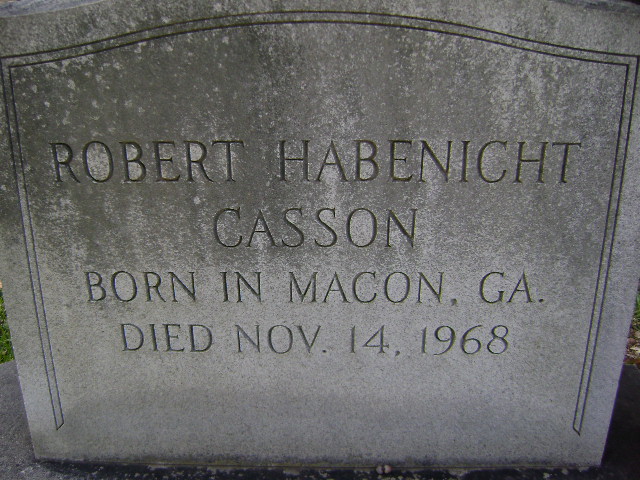 ROBERT HABENICHT
CASSON
BORN IN MACON, GA.
DIED NOV. 14, 1968